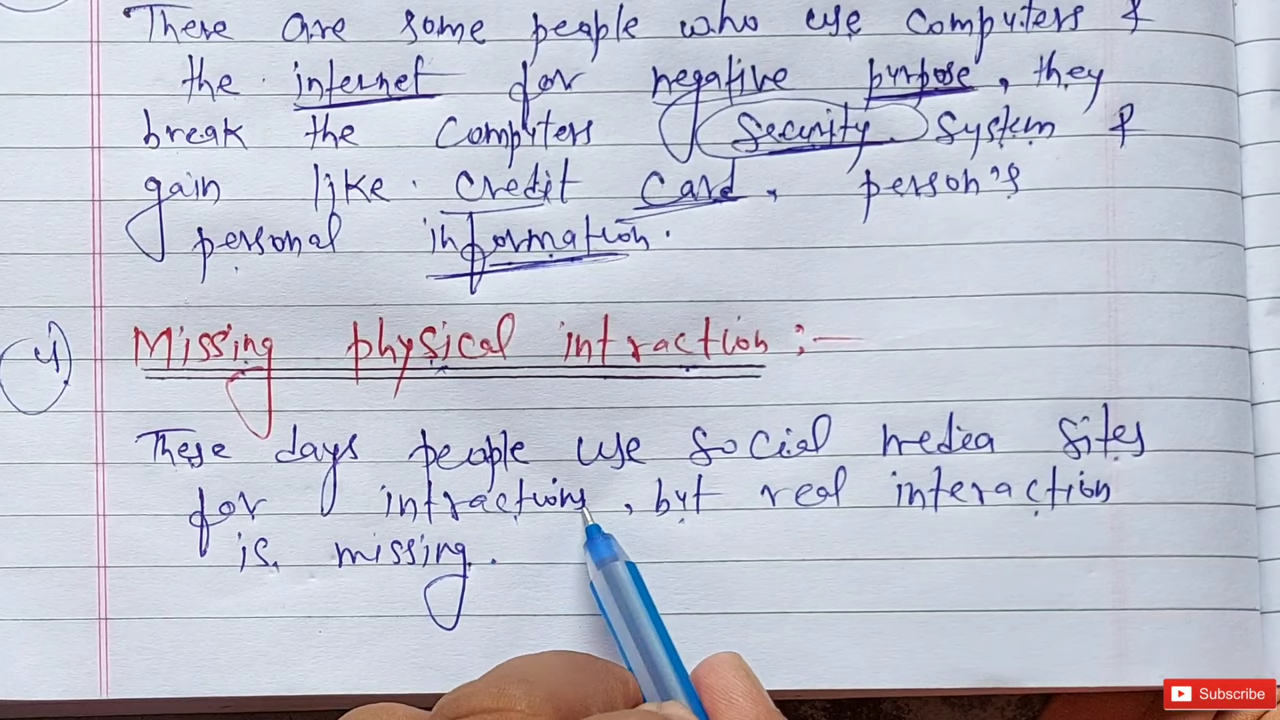 There are some people who use computers &
the internet for negative purpose, they
break the computers security system &
gain like credit card, person's
personal information.
4) Missing physical intraction :-
These days people use social media sites
for intractions, but real interaction
is missing.
Subscribe